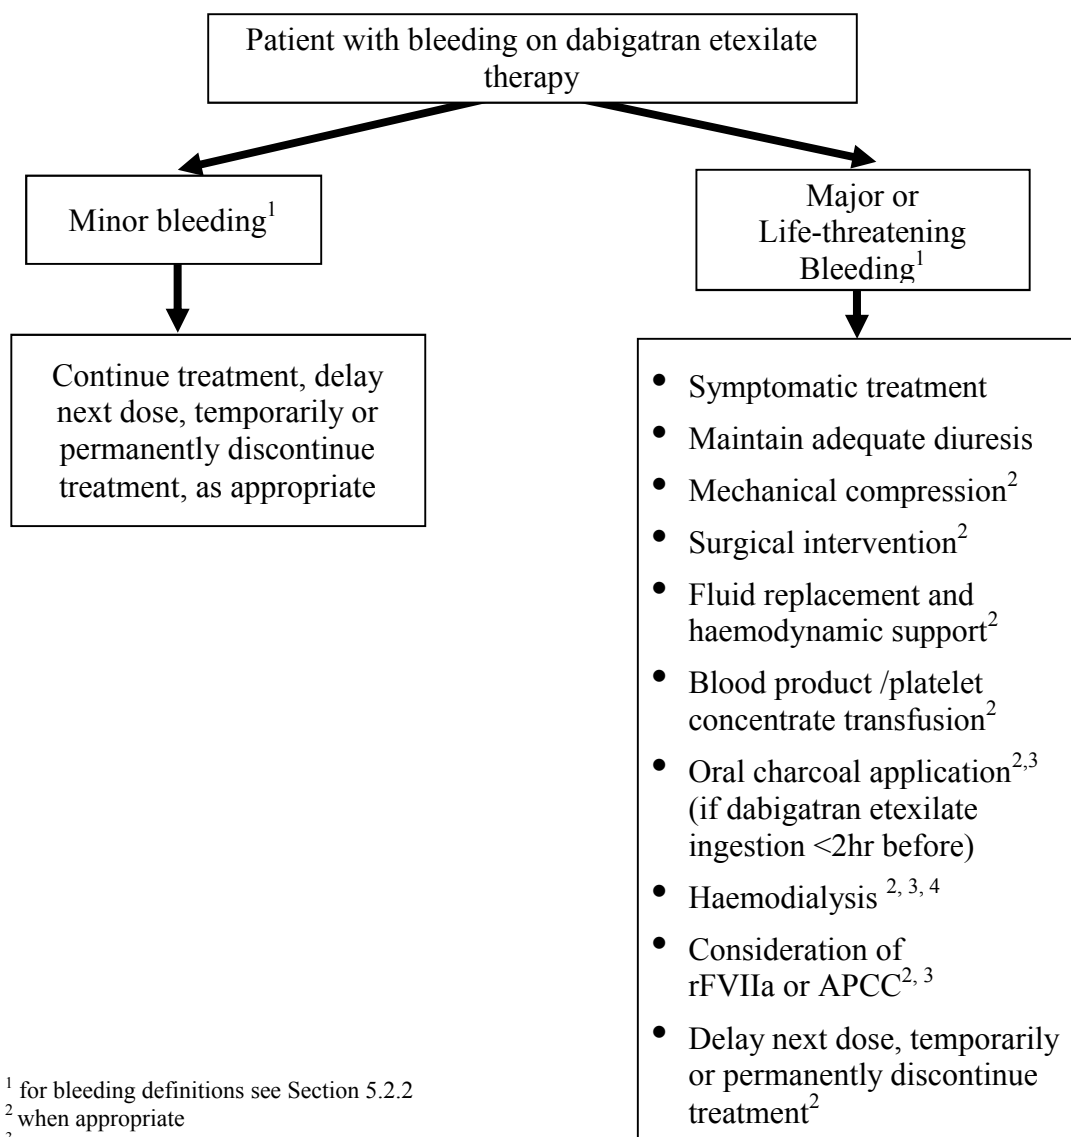 Patient with bleeding on dabigatran etexilate
therapy
Minor bleeding1
Major or
Life-threatening
Bleeding1
Continue treatment, delay
next dose, temporarily or
permanently discontinue
treatment, as appropriate
• Symptomatic treatment
• Maintain adequate diuresis
• Mechanical compression2
• Surgical intervention2
• Fluid replacement and
haemodynamic support2
• Blood product /platelet
concentrate transfusion2
• Oral charcoal application2,3
(if dabigatran etexilate
ingestion <2hr before)
• Haemodialysis 2, 3, 4
• Consideration of
rFVIIa or APCC2, 3
• Delay next dose, temporarily
or permanently discontinue
treatment2
1 for bleeding definitions see Section 5.2.2
2 when appropriate